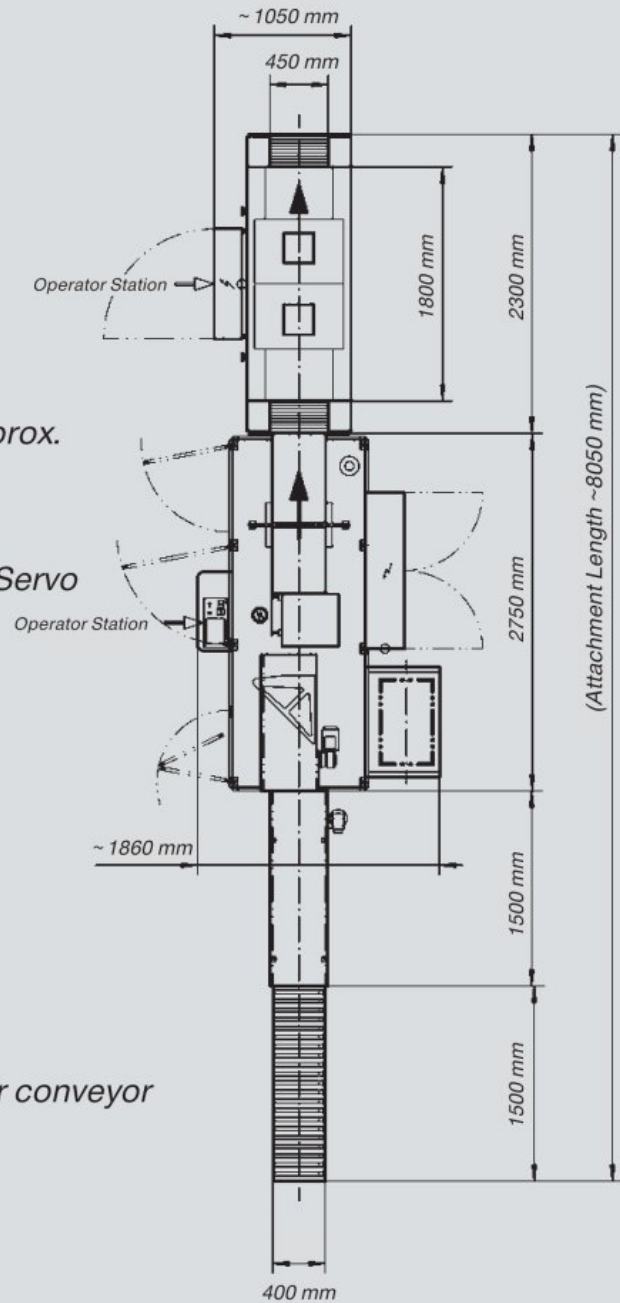 ~ 1050 mm
450 mm
1800 mm
2300 mm
Operator Station
(Attachment Length ~8050 mm)
prox.
2750 mm
Servo
Operator Station
~ 1860 mm
1500 mm
1500 mm
r conveyor
400 mm